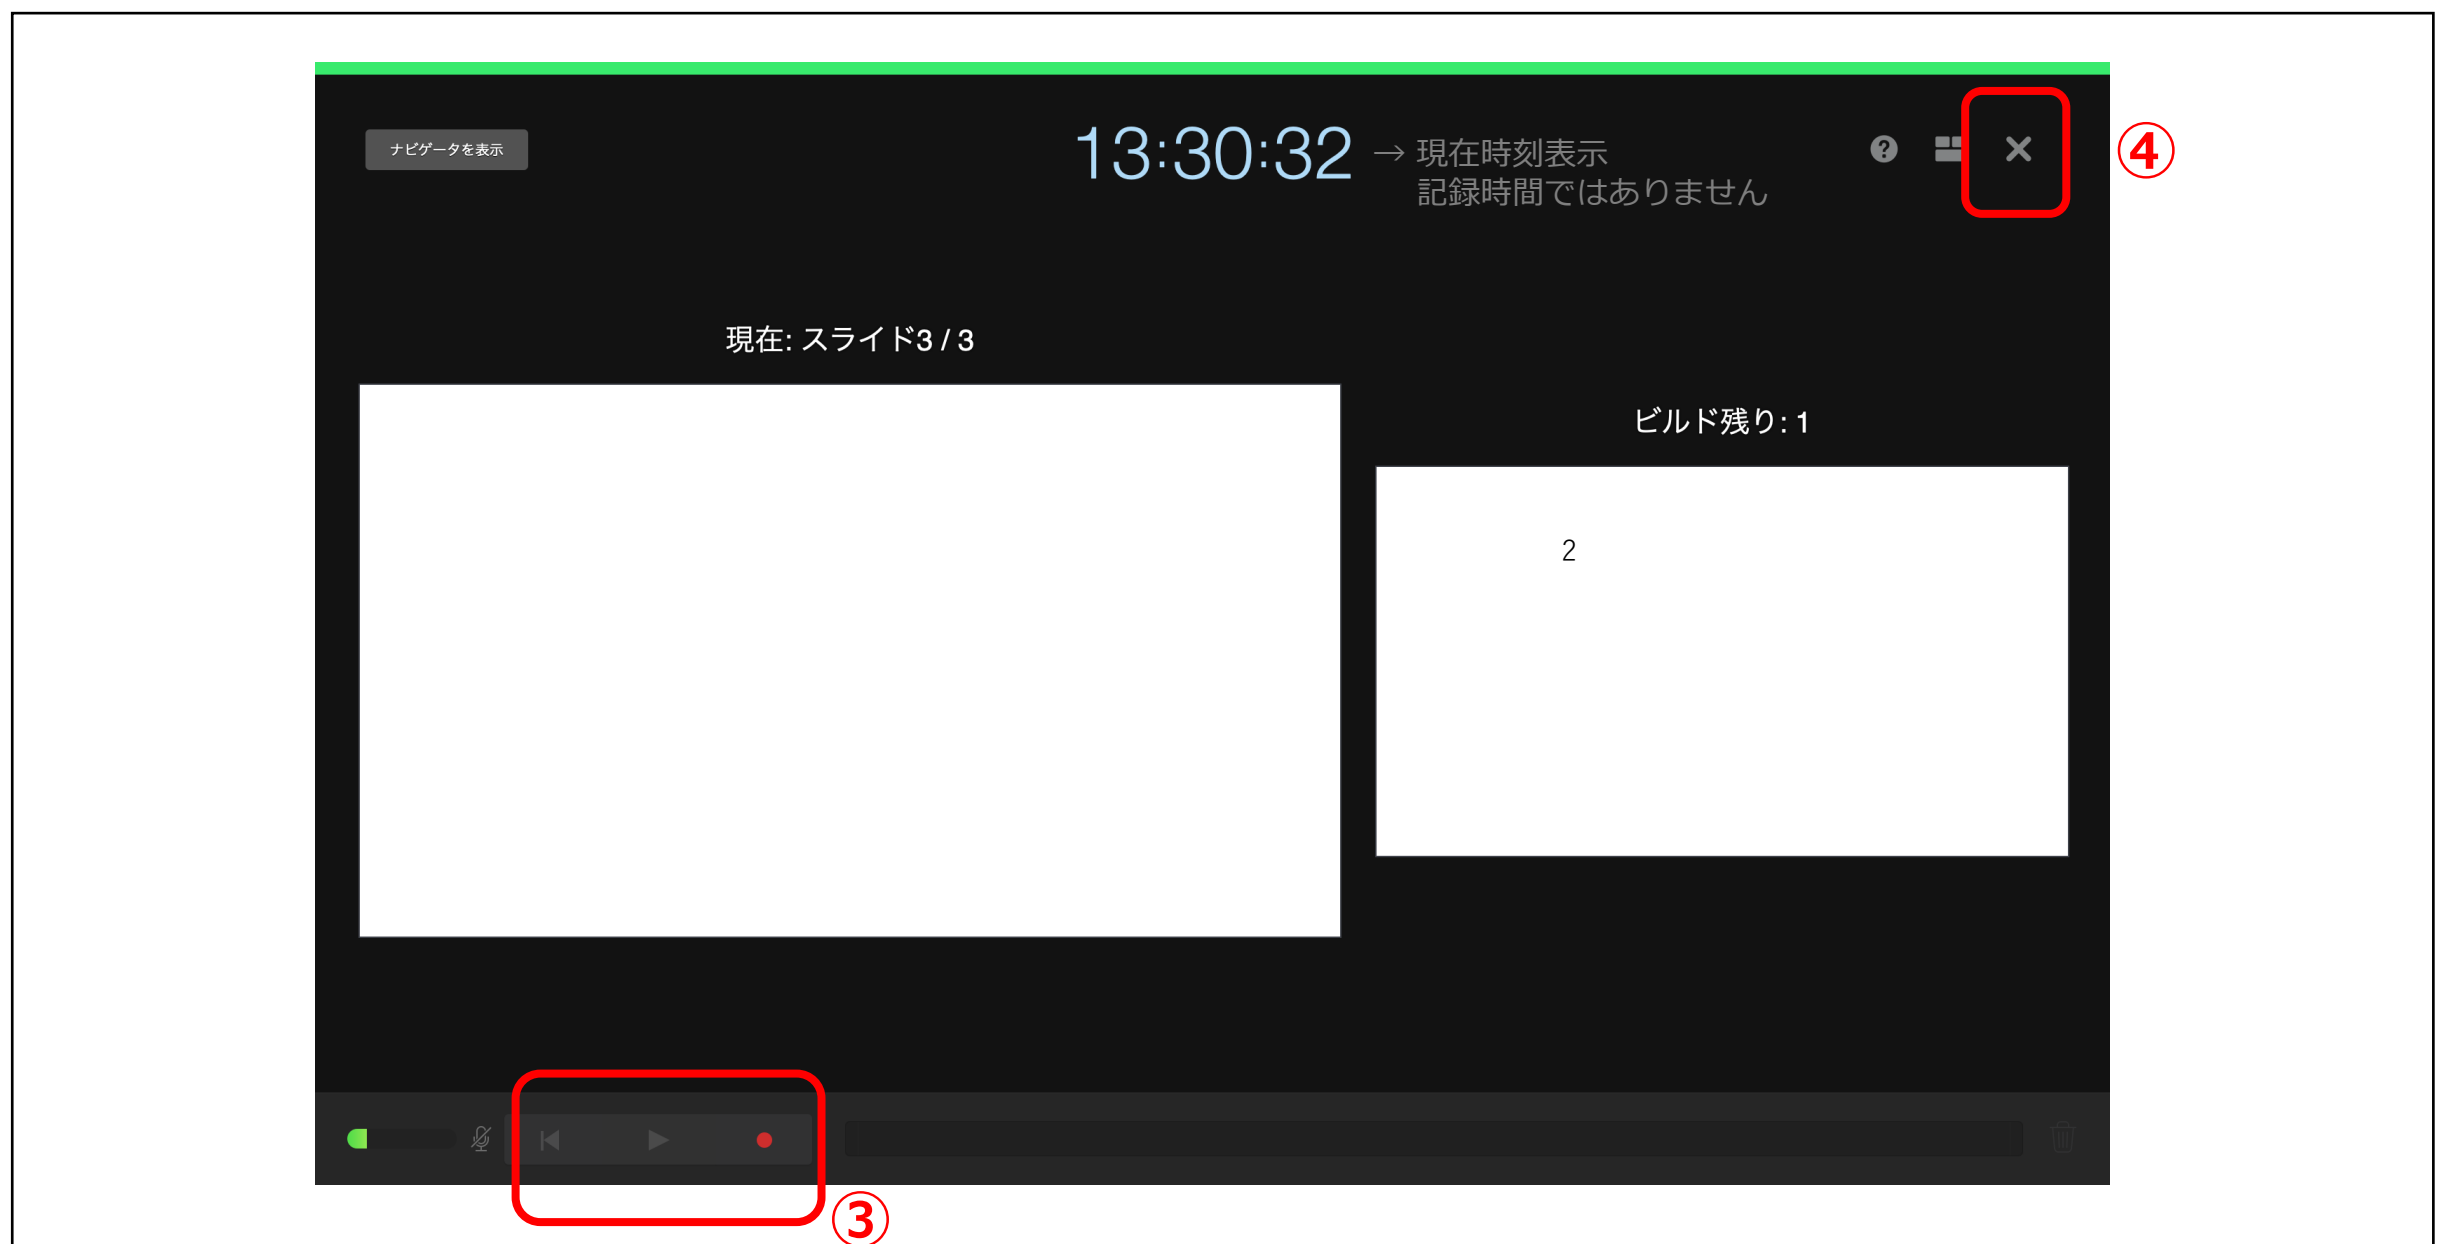 ナビゲータを表示
13:30:32 → 現在時刻表示
記録時間ではありません
④
現在: スライド3 / 3
ビルド残り: 1
2
③